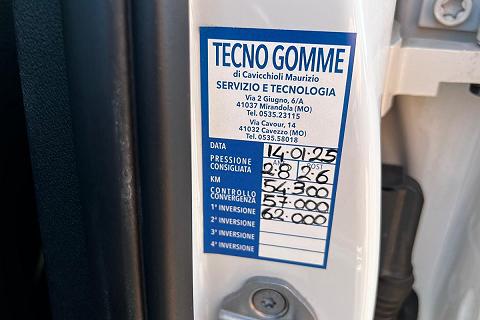 TECNO GOMME
di Cavicchioli Maurizio
SERVIZIO E TECNOLOGIA
Via 2 Giugno, 6/A
41037 Mirandola (MO)
Tel. 0535.23115
Via Cavour, 14
41032 Cavezzo (MO)
Tel. 0535.58018
DATA 14.01.25
PRESSIONE CONSIGLIATA ANT 2.8 POST 2.6
KM 54.300
CONTROLLO CONVERGENZA 57.000
1ª INVERSIONE 62.000
2ª INVERSIONE
3ª INVERSIONE
4ª INVERSIONE